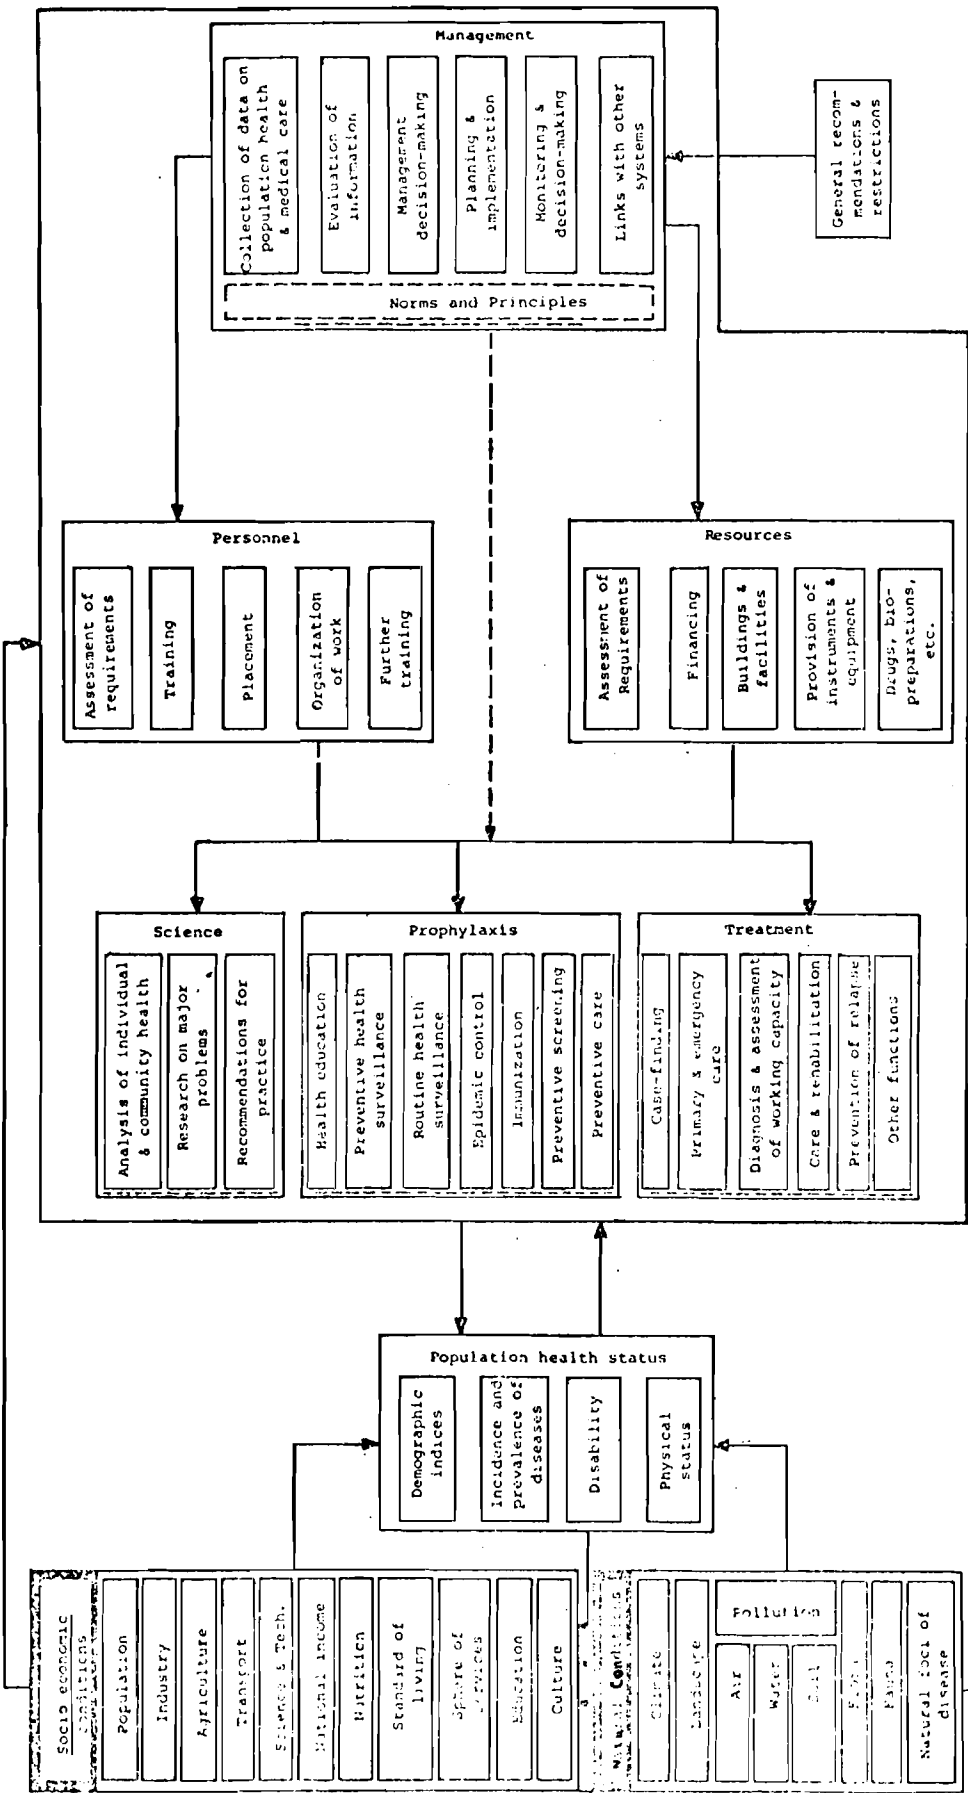 Management
Collection of data on
population health
& medical care
Evaluation of
information
Management
decision-making
Planning &
implementation
Monitoring &
decision-making
Links with other
systems
Norms and Principles
General recom-
mendations &
restrictions
Personnel
Assessment of
requirements
Training
Placement
Organization
of work
Further
training
Resources
Assessment of
Requirements
Financing
Buildings &
facilities
Provision of
instruments &
equipment
Drugs, bio-
preparations,
etc.
Science
Analysis of individual
& community health
Research on major
problems
Recommendations for
practice
Prophylaxis
Health education
Preventive health
surveillance
Routine health
surveillance
Epidemic control
Immunization
Preventive screening
Preventive care
Treatment
Case-finding
Primary & emergency
care
Diagnosis & assessment
of working capacity
Care & rehabilitation
Prevention of relapse
Other functions
Population health status
Demographic
indices
Incidence and
prevalence of
diseases
Disability
Physical
status
Socio economic
conditions
Population
Industry
Agriculture
Transport
Science & Tech.
National income
Nutrition
Standard of
living
Sphere of
services
Education
Culture
Natural Conditions
Climate
Landscape
Pollution
Air
Water
Soil
Flora
Fauna
Natural foci of
disease